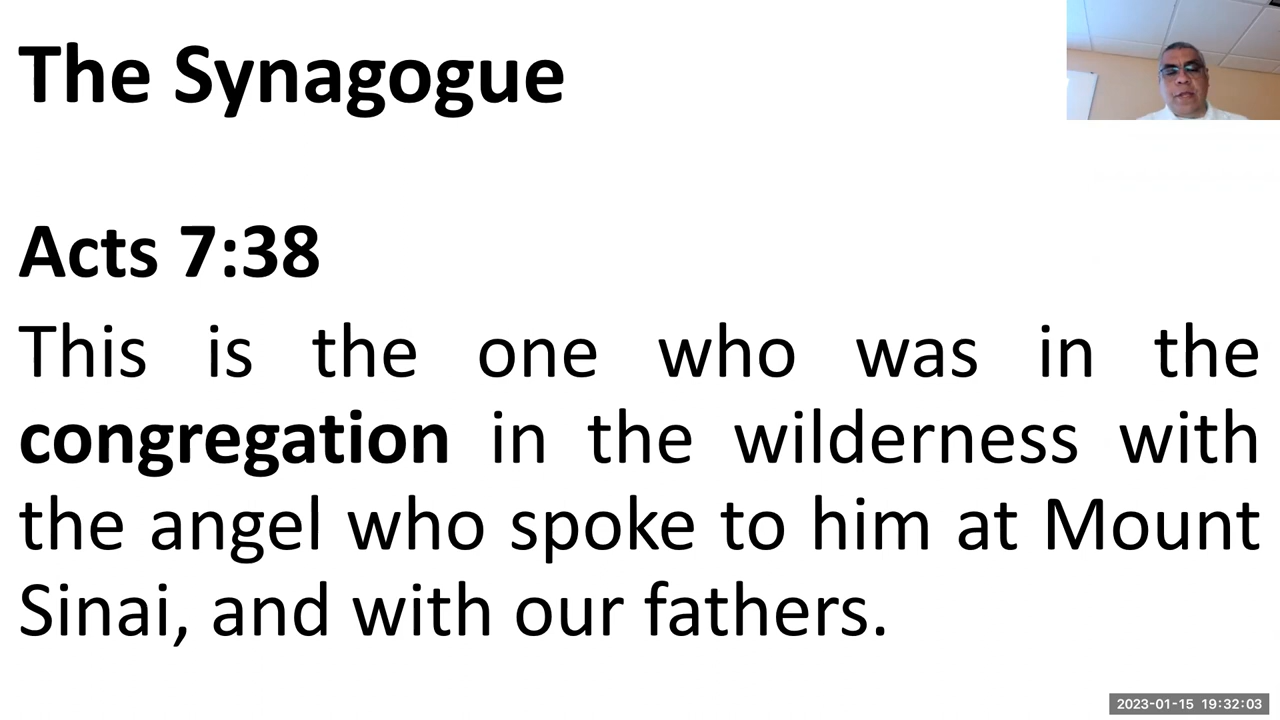 The Synagogue
Acts 7:38
This is the one who was in the
congregation in the wilderness with
the angel who spoke to him at Mount
Sinai, and with our fathers.
2023-01-15 19:32:03